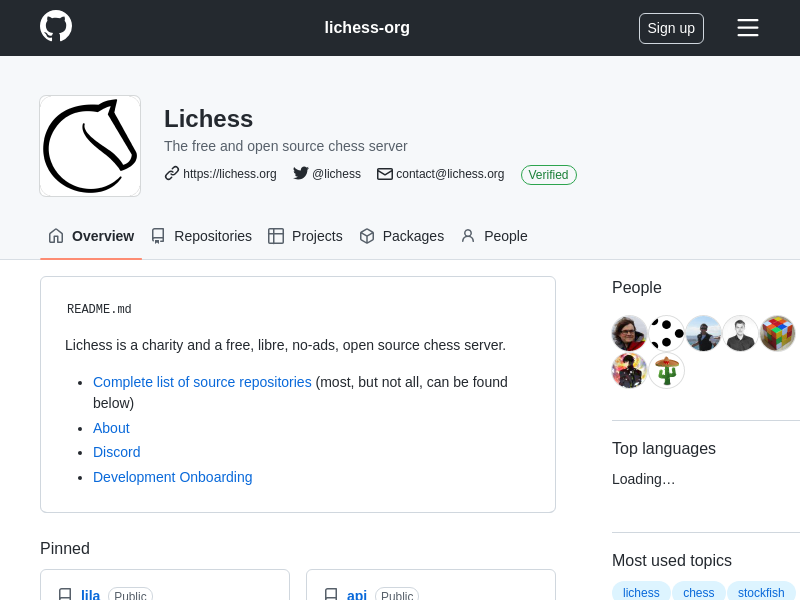 lichess-org
Sign up
Lichess
The free and open source chess server
https://lichess.org @lichess contact@lichess.org Verified
Overview Repositories Projects Packages People
README.md
Lichess is a charity and a free, libre, no-ads, open source chess server.
Complete list of source repositories (most, but not all, can be found
below)
About
Discord
Development Onboarding
Pinned
lila Public
api Public
People
Top languages
Loading…
Most used topics
lichess chess stockfish